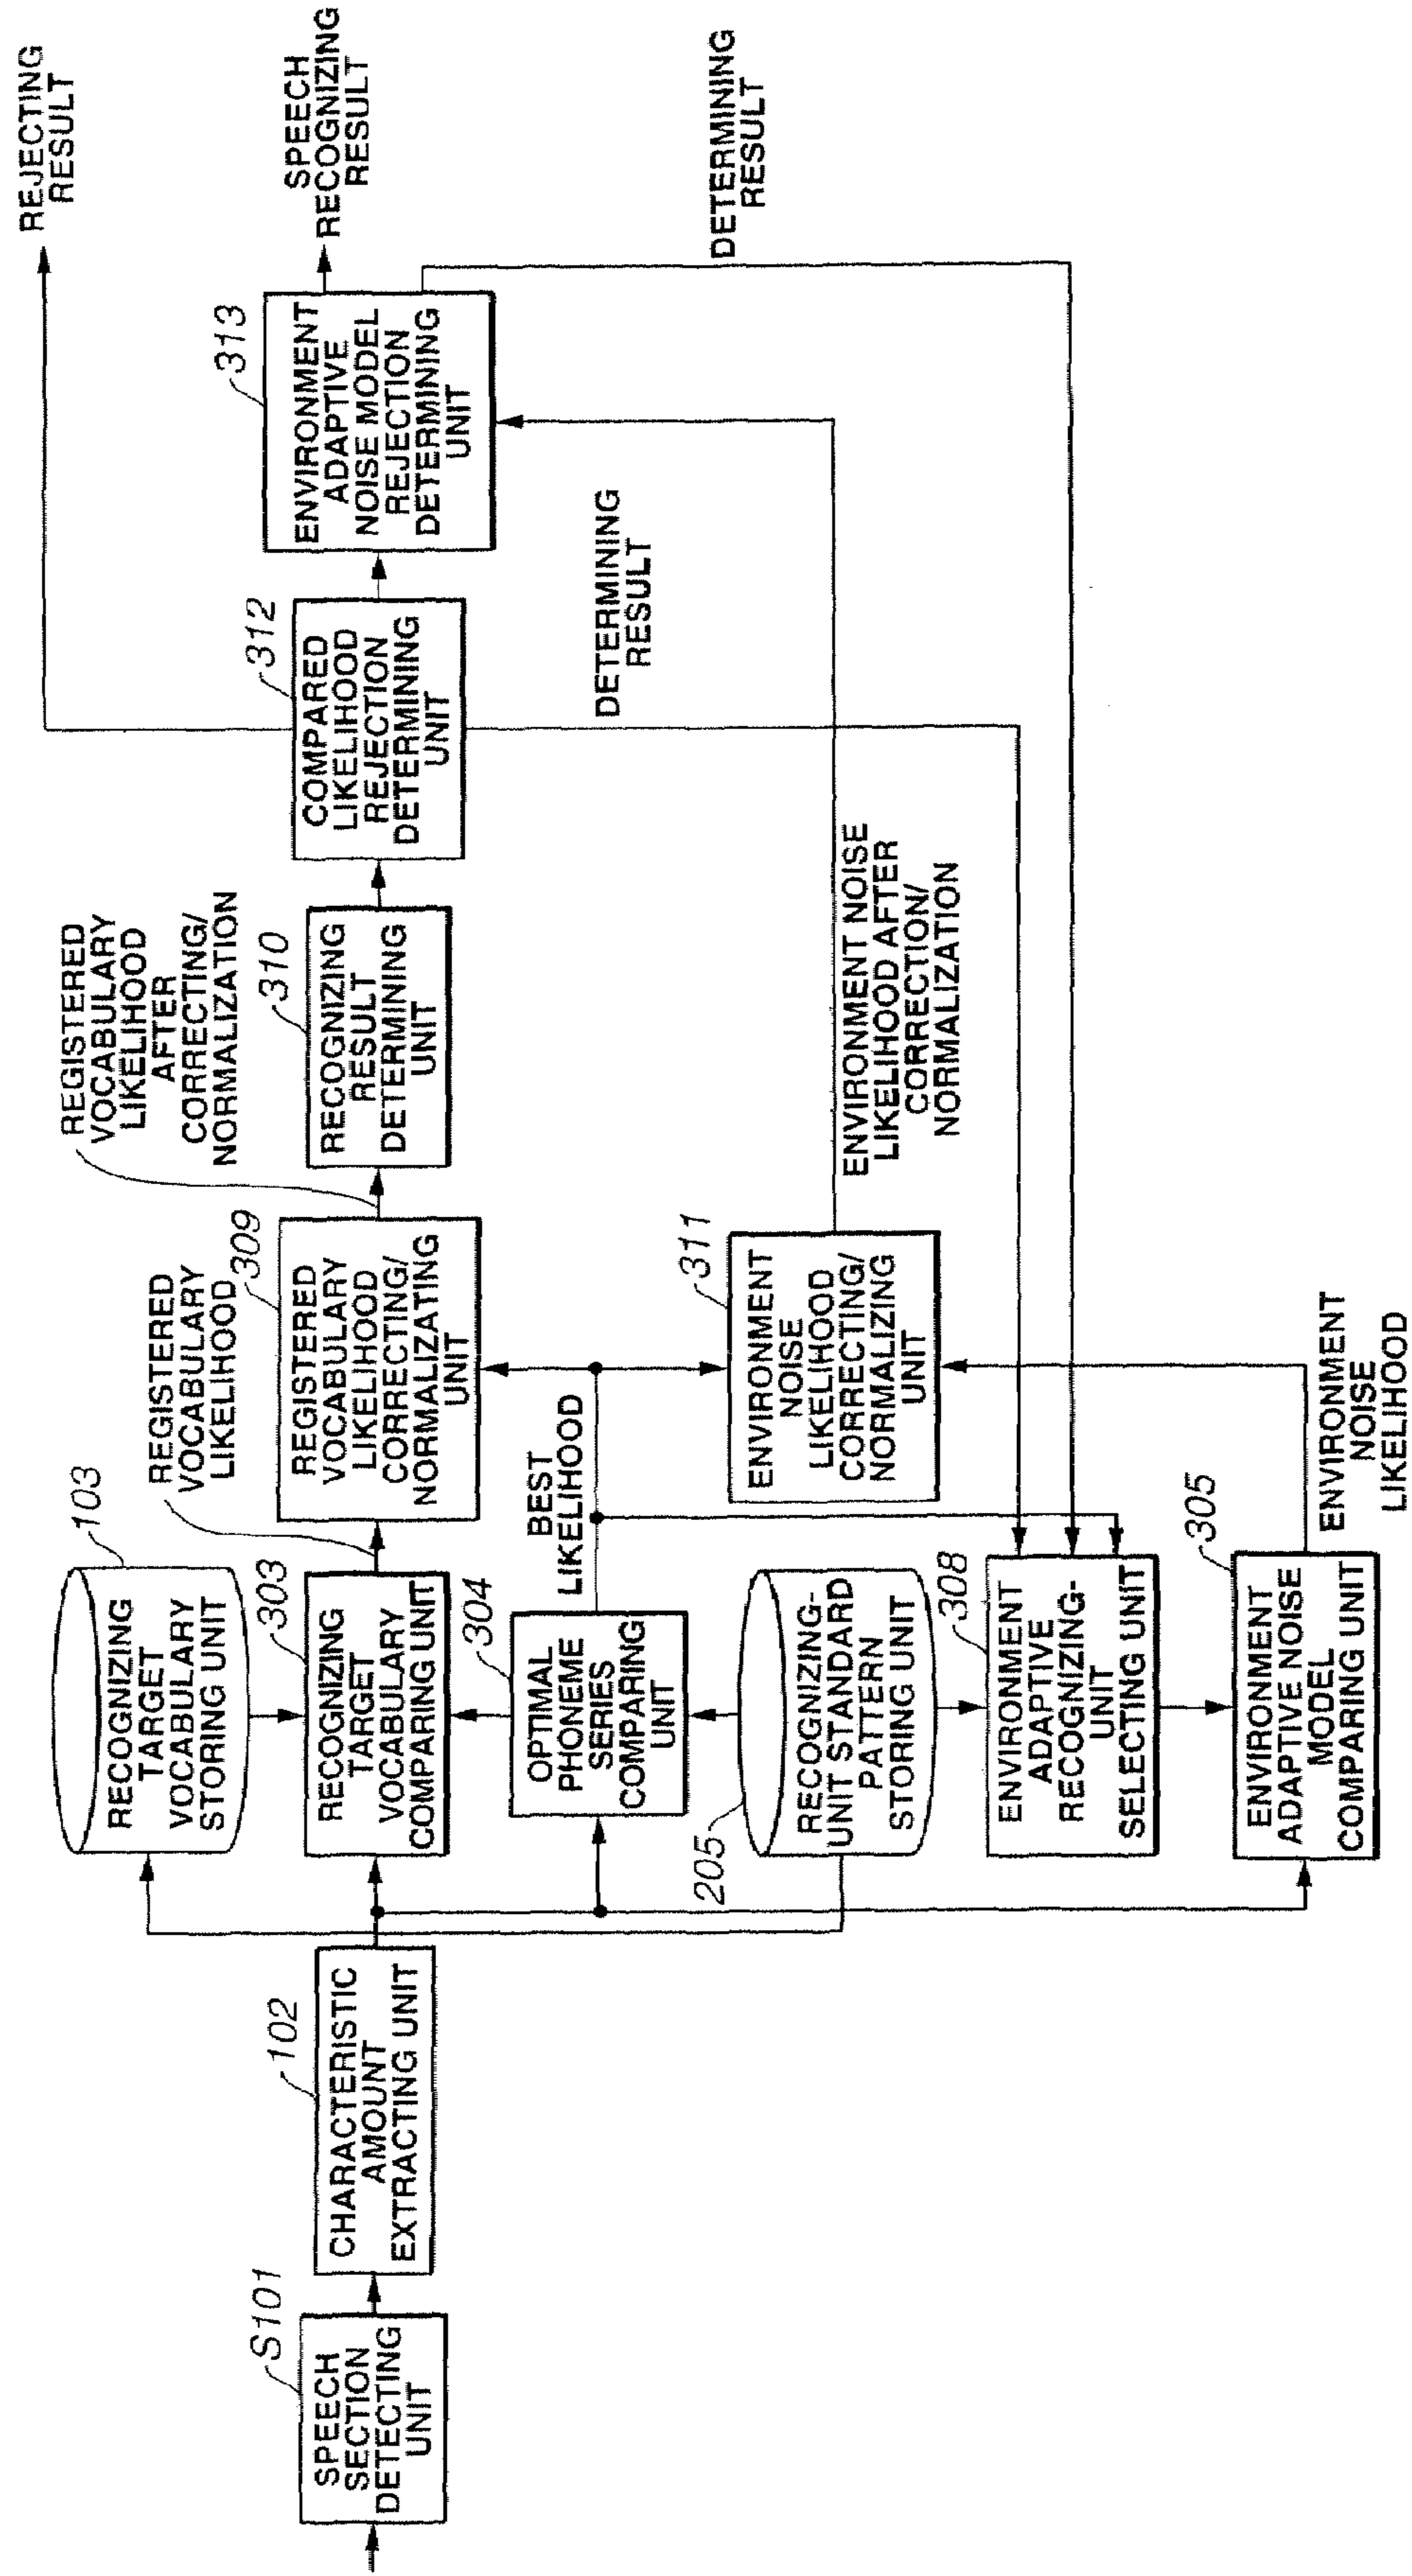 S101
SPEECH
SECTION
DETECTING
UNIT
102
CHARACTERISTIC
AMOUNT
EXTRACTING UNIT
103
RECOGNIZING
TARGET
VOCABULARY
STORING UNIT
303
RECOGNIZING
TARGET
VOCABULARY
COMPARING UNIT
304
OPTIMAL
PHONEME
SERIES
COMPARING
UNIT
205
RECOGNIZING-
UNIT STANDARD
PATTERN
STORING UNIT
308
ENVIRONMENT
ADAPTIVE
RECOGNIZING-
UNIT
SELECTING UNIT
305
ENVIRONMENT
ADAPTIVE NOISE
MODEL
COMPARING UNIT
REGISTERED
VOCABULARY
LIKELIHOOD
BEST
LIKELIHOOD
ENVIRONMENT
NOISE
LIKELIHOOD
309
REGISTERED
VOCABULARY
LIKELIHOOD
CORRECTING/
NORMALIZATING
UNIT
311
ENVIRONMENT
NOISE
LIKELIHOOD
CORRECTING/
NORMALIZING
UNIT
REGISTERED
VOCABULARY
LIKELIHOOD
AFTER
CORRECTING/
NORMALIZATION
310
RECOGNIZING
RESULT
DETERMINING
UNIT
ENVIRONMENT NOISE
LIKELIHOOD AFTER
CORRECTION/
NORMALIZATION
312
COMPARED
LIKELIHOOD
REJECTION
DETERMINING
UNIT
DETERMINING
RESULT
313
ENVIRONMENT
ADAPTIVE
NOISE MODEL
REJECTION
DETERMINING
UNIT
REJECTING
RESULT
SPEECH
RECOGNIZING
RESULT
DETERMINING
RESULT